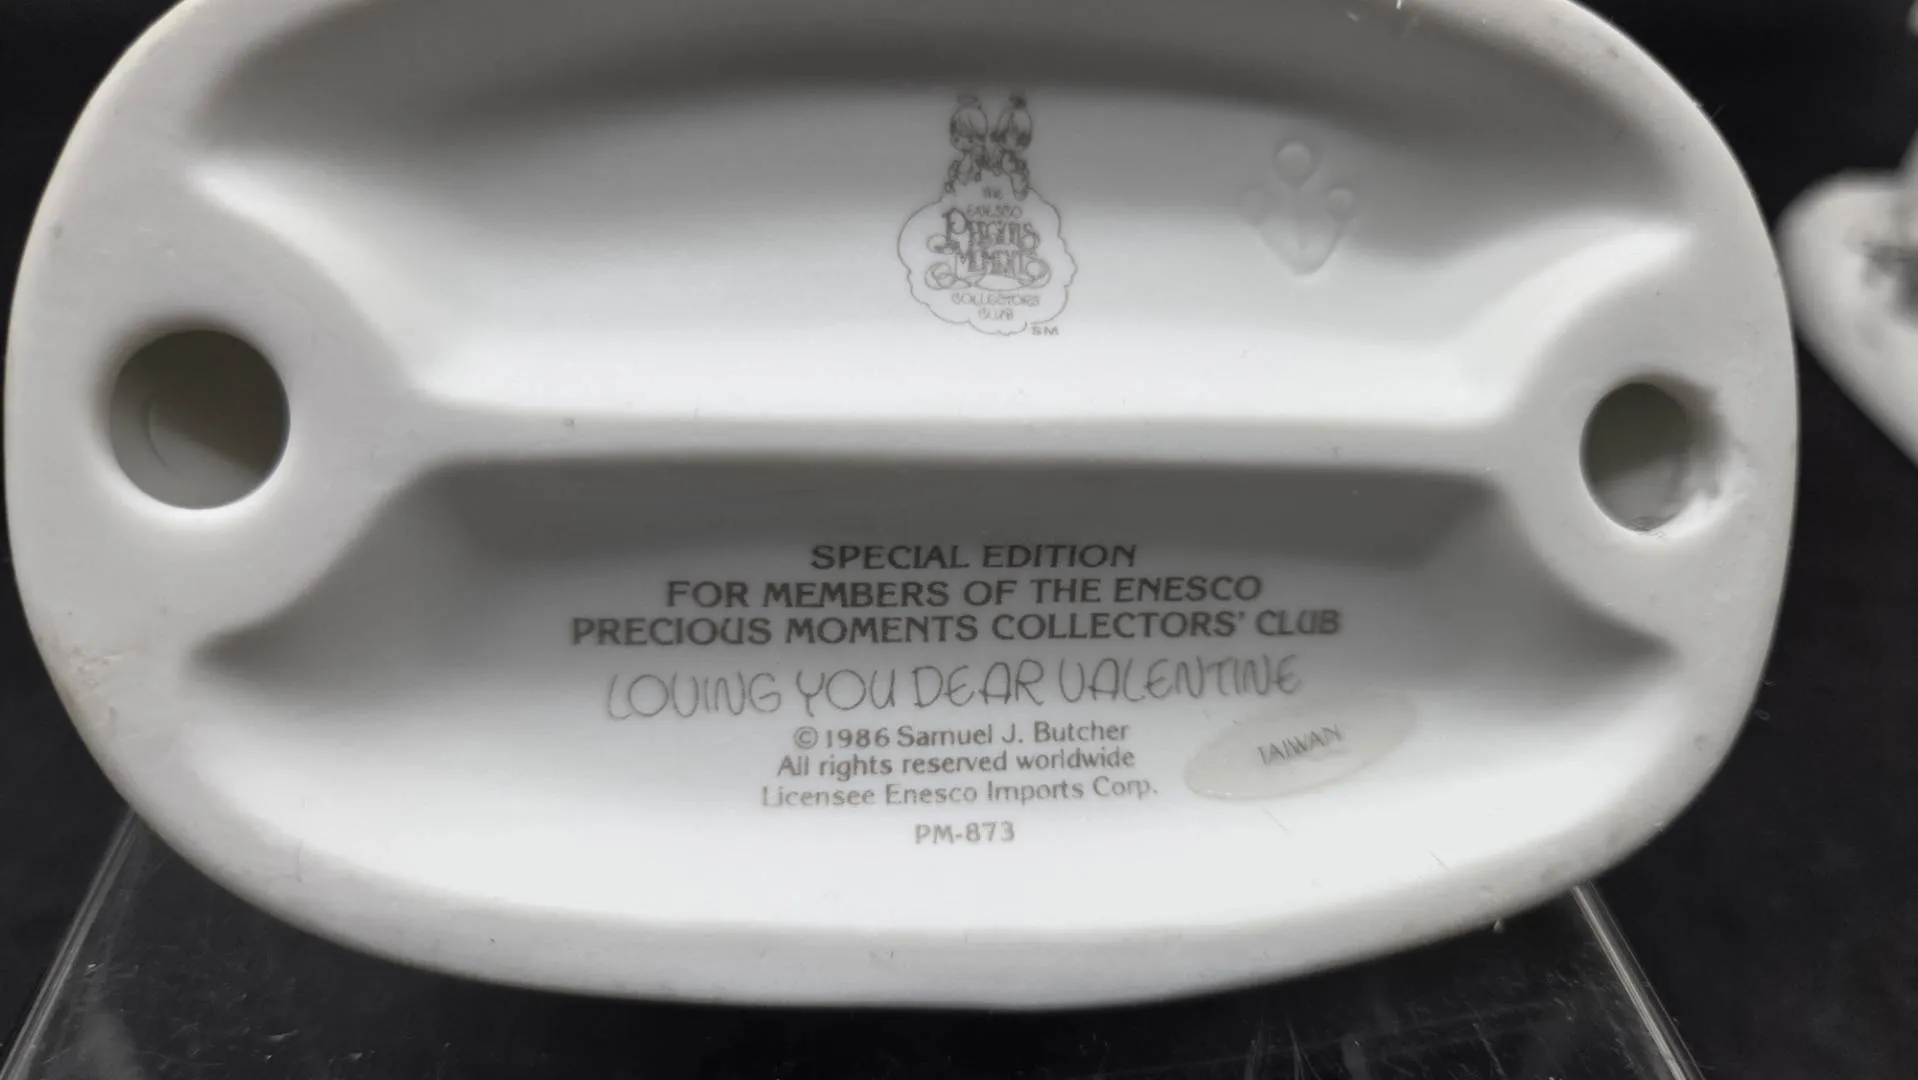 THE
ENESCO
PRECIOUS
MOMENTS
COLLECTORS
CLUB
SM
SPECIAL EDITION
FOR MEMBERS OF THE ENESCO
PRECIOUS MOMENTS COLLECTORS' CLUB
LOVING YOU DEAR VALENTINE
© 1986 Samuel J. Butcher
All rights reserved worldwide
Licensee Enesco Imports Corp.
TAIWAN
PM-873